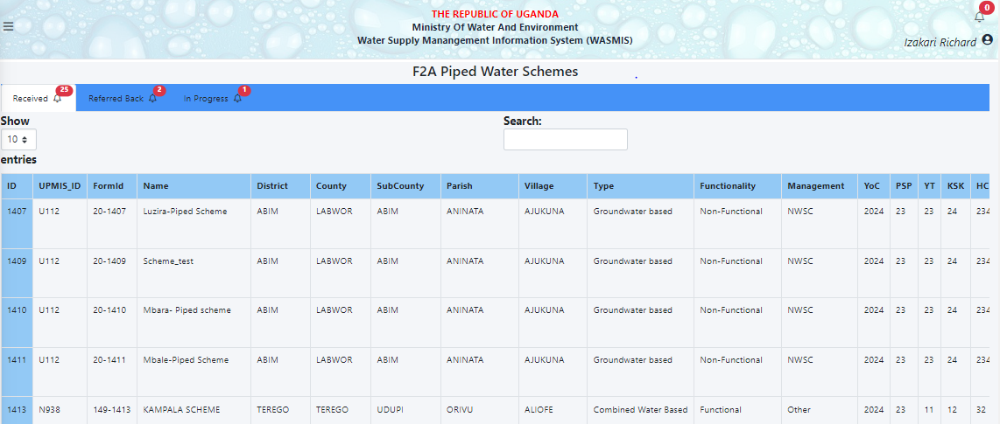 THE REPUBLIC OF UGANDA
Ministry Of Water And Environment
Water Supply Manangement Information System (WASMIS)
0
Izakari Richard
F2A Piped Water Schemes
Received 25 Referred Back 2 In Progress 1
Show Search:
10
entries
ID UPMIS_ID FormId Name District County SubCounty Parish Village Type Functionality Management YoC PSP YT KSK HC
1407 U112 20-1407 Luzira-Piped Scheme ABIM LABWOR ABIM ANINATA AJUKUNA Groundwater based Non-Functional NWSC 2024 23 23 24 234
1409 U112 20-1409 Scheme_test ABIM LABWOR ABIM ANINATA AJUKUNA Groundwater based Non-Functional NWSC 2024 23 23 24 234
1410 U112 20-1410 Mbara- Piped scheme ABIM LABWOR ABIM ANINATA AJUKUNA Groundwater based Non-Functional NWSC 2024 23 23 24 234
1411 U112 20-1411 Mbale-Piped Scheme ABIM LABWOR ABIM ANINATA AJUKUNA Groundwater based Non-Functional NWSC 2024 23 23 24 234
1413 N938 149-1413 KAMPALA SCHEME TEREGO TEREGO UDUPI ORIVU ALIOFE Combined Water Based Functional Other 2024 23 11 12 32